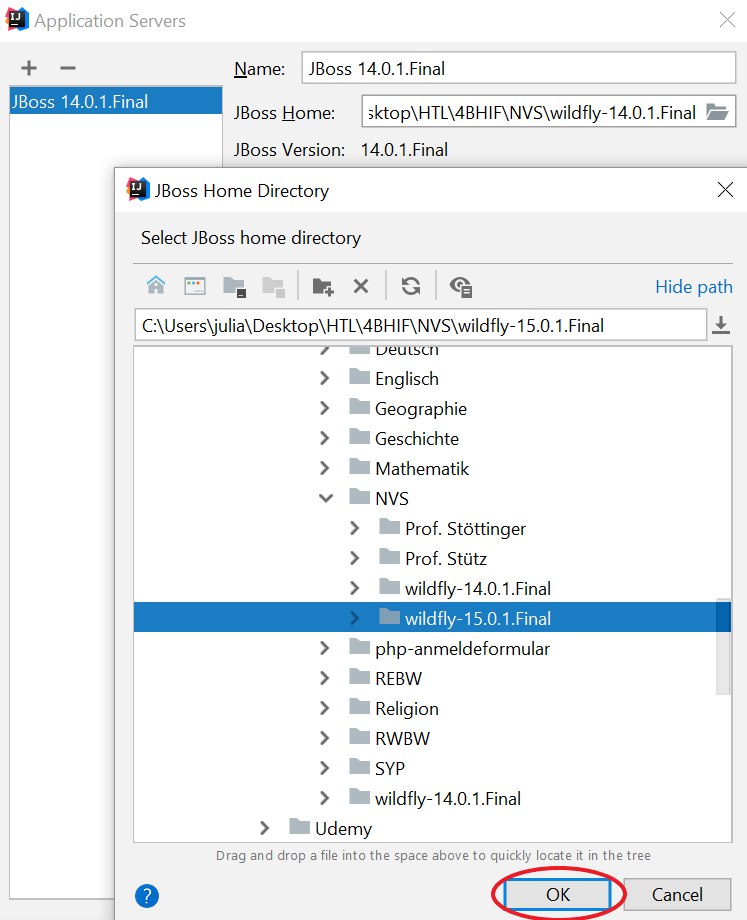 Application Servers
Name: JBoss 14.0.1.Final
JBoss 14.0.1.Final
JBoss Home: sktop\HTL\4BHIF\NVS\wildfly-14.0.1.Final
JBoss Version: 14.0.1.Final
JBoss Home Directory
Select JBoss home directory
Hide path
C:\Users\julia\Desktop\HTL\4BHIF\NVS\wildfly-15.0.1.Final
Deutsch
Englisch
Geographie
Geschichte
Mathematik
NVS
Prof. Stöttinger
Prof. Stütz
wildfly-14.0.1.Final
wildfly-15.0.1.Final
php-anmeldeformular
REBW
Religion
RWBW
SYP
wildfly-14.0.1.Final
Udemy
Drag and drop a file into the space above to quickly locate it in the tree
? OK Cancel